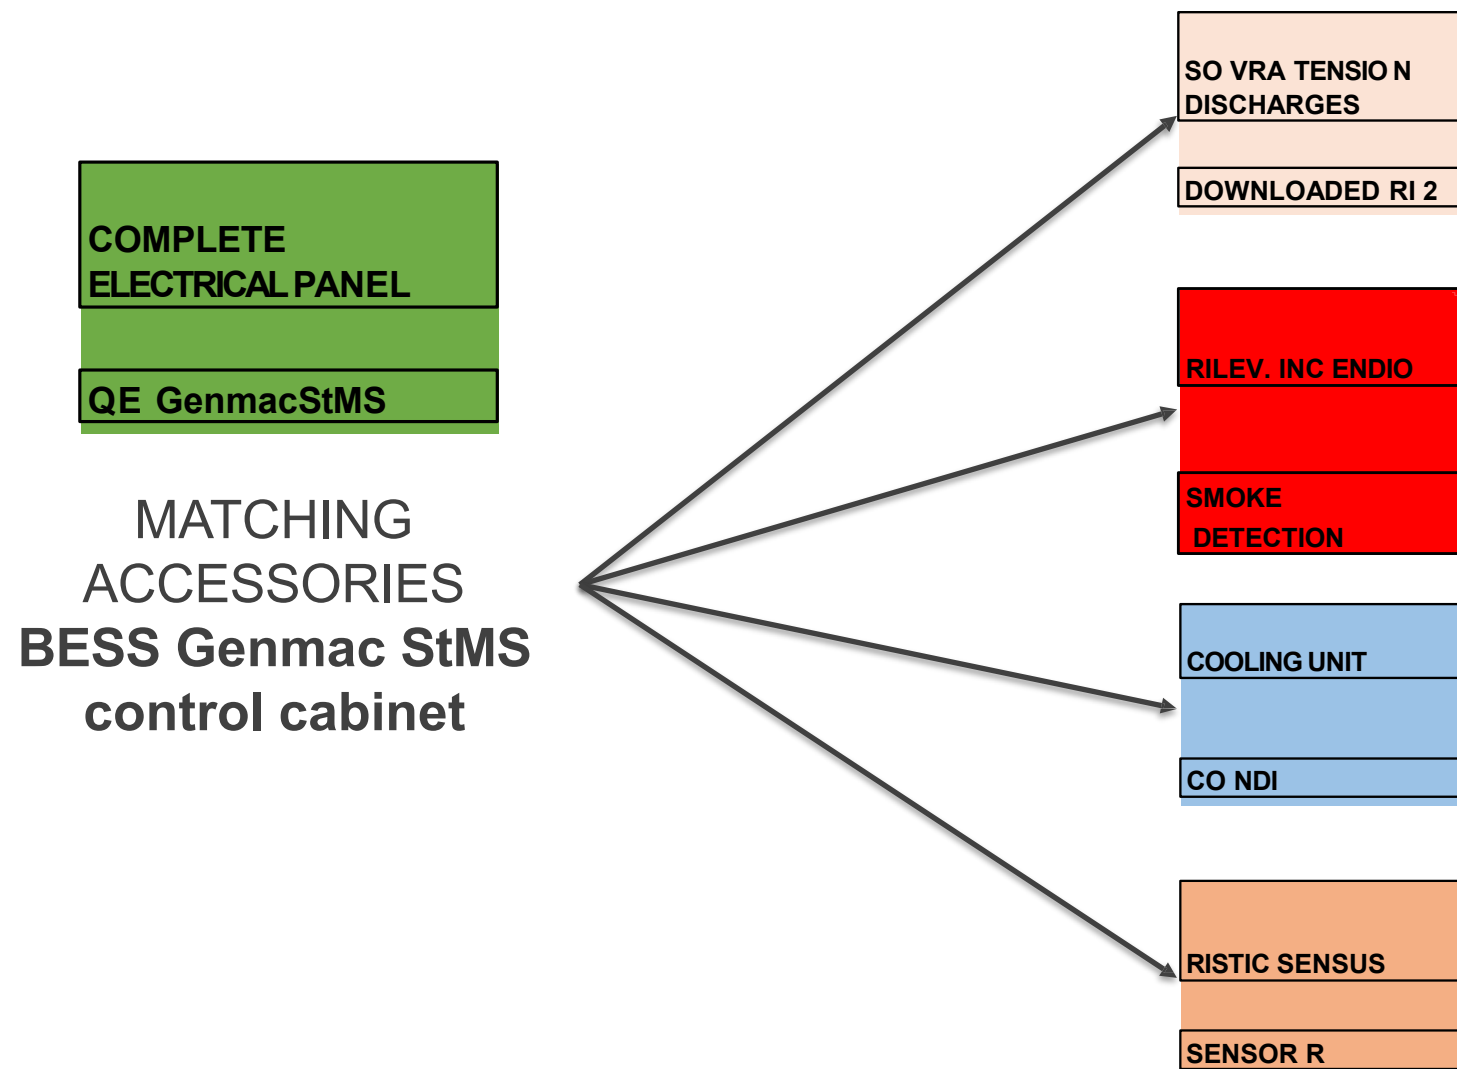 COMPLETE
ELECTRICAL PANEL
QE GenmacStMS
MATCHING
ACCESSORIES
BESS Genmac StMS
control cabinet
SO VRA TENSIO N
DISCHARGES
DOWNLOADED RI 2
RILEV. INC ENDIO
SMOKE
DETECTION
COOLING UNIT
CO NDI
RISTIC SENSUS
SENSOR R